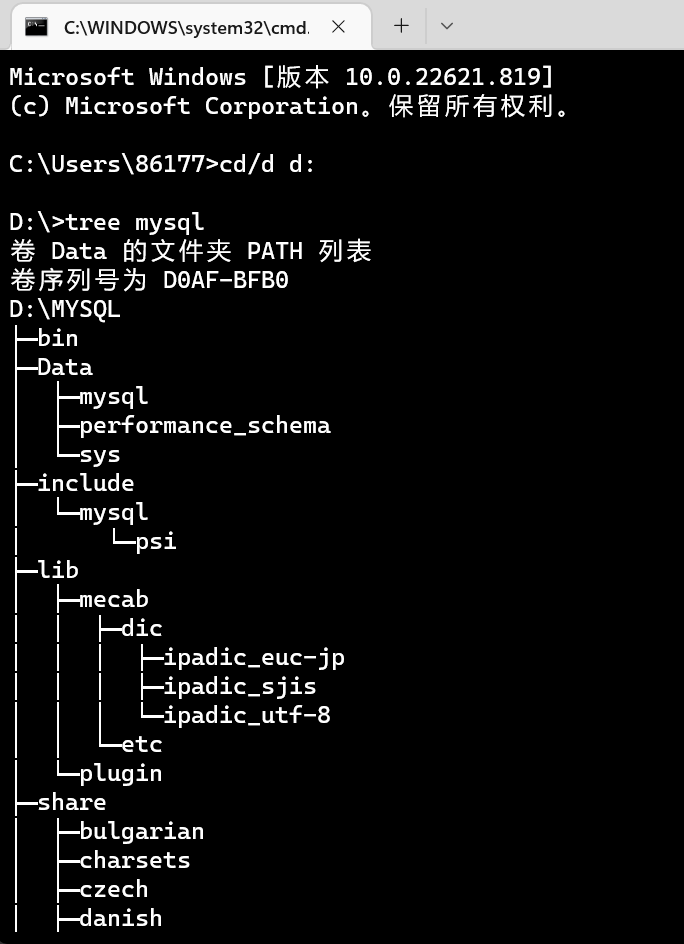 C:\WINDOWS\system32\cmd.
Microsoft Windows [版本 10.0.22621.819]
(c) Microsoft Corporation。保留所有权利。
C:\Users\86177>cd/d d:
D:\>tree mysql
卷 Data 的文件夹 PATH 列表
卷序列号为 D0AF-BFB0
D:\MYSQL
├─bin
├─Data
│  ├─mysql
│  ├─performance_schema
│  └─sys
├─include
│  └─mysql
│      └─psi
├─lib
│  ├─mecab
│  │  ├─dic
│  │  │  ├─ipadic_euc-jp
│  │  │  ├─ipadic_sjis
│  │  │  └─ipadic_utf-8
│  │  └─etc
│  └─plugin
├─share
│  ├─bulgarian
│  ├─charsets
│  ├─czech
│  ├─danish